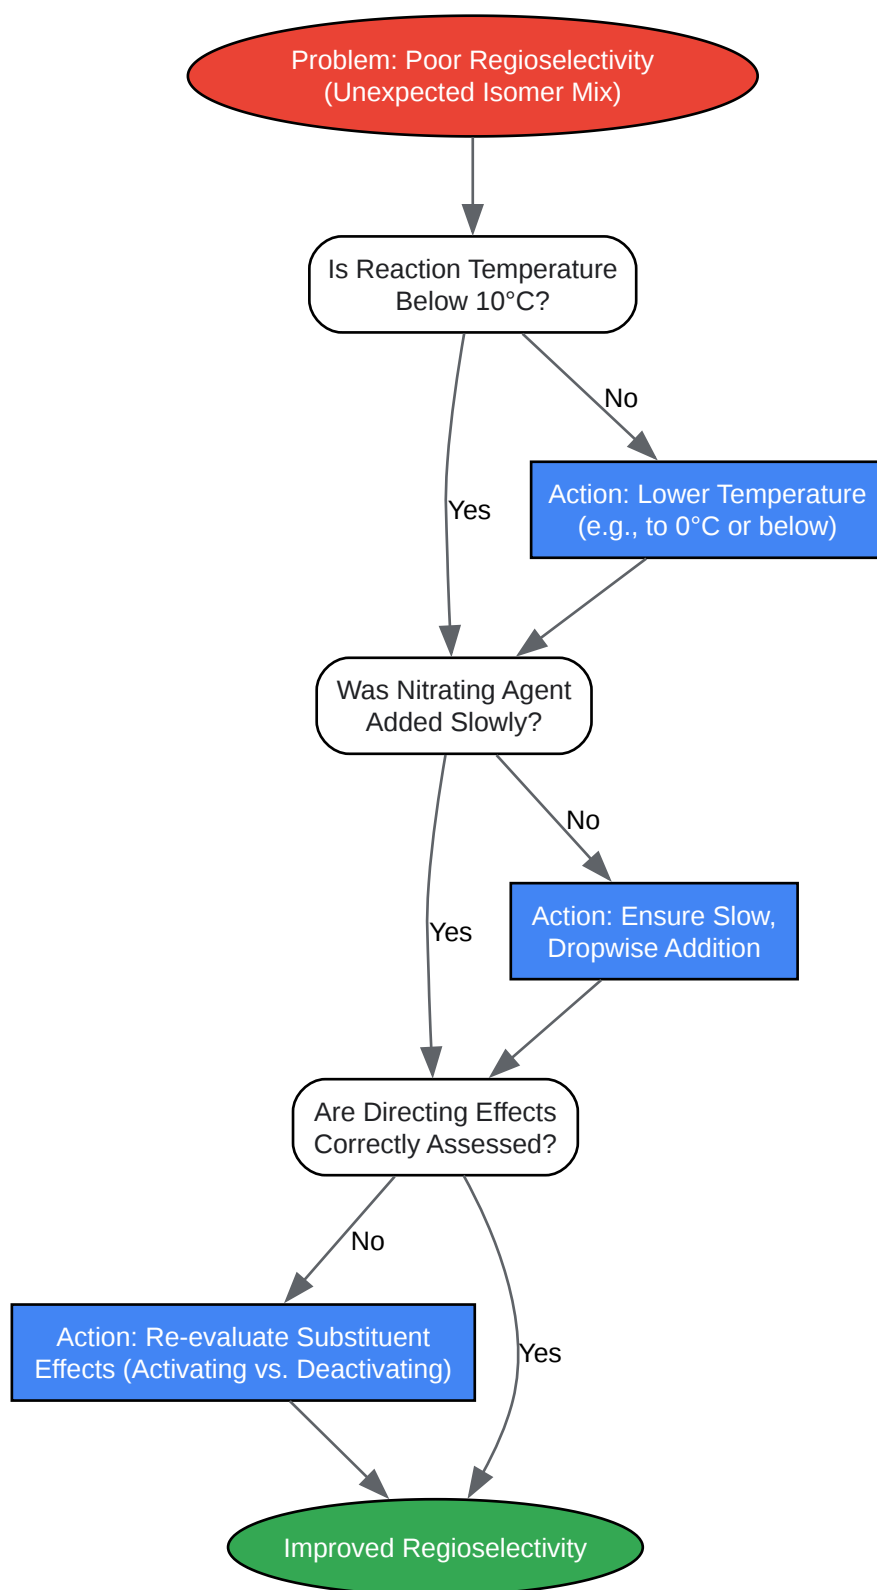 Problem: Poor Regioselectivity
(Unexpected Isomer Mix)
Is Reaction Temperature
Below 10°C?
No
Yes
Action: Lower Temperature
(e.g., to 0°C or below)
Was Nitrating Agent
Added Slowly?
No
Yes
Action: Ensure Slow,
Dropwise Addition
Are Directing Effects
Correctly Assessed?
No
Yes
Action: Re-evaluate Substituent
Effects (Activating vs. Deactivating)
Improved Regioselectivity